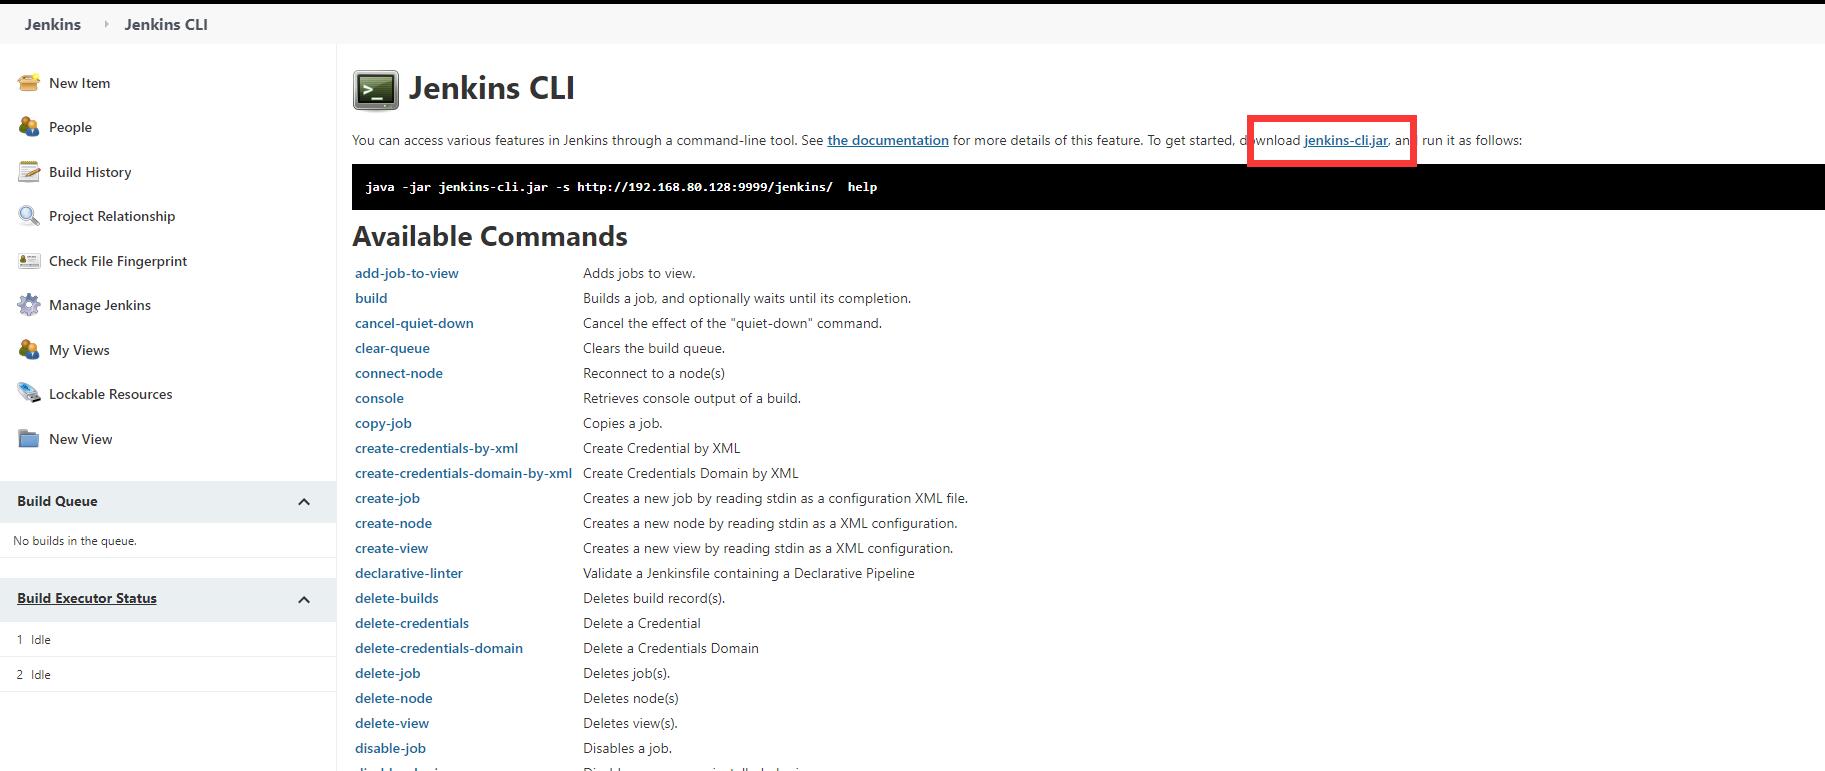 Jenkins Jenkins CLI
New Item
People
Build History
Project Relationship
Check File Fingerprint
Manage Jenkins
My Views
Lockable Resources
New View
Build Queue
No builds in the queue.
Build Executor Status
1 Idle
2 Idle
Jenkins CLI
You can access various features in Jenkins through a command-line tool. See the documentation for more details of this feature. To get started, download jenkins-cli.jar, and run it as follows:
java -jar jenkins-cli.jar -s http://192.168.80.128:9999/jenkins/ help
Available Commands
add-job-to-view Adds jobs to view.
build Builds a job, and optionally waits until its completion.
cancel-quiet-down Cancel the effect of the "quiet-down" command.
clear-queue Clears the build queue.
connect-node Reconnect to a node(s)
console Retrieves console output of a build.
copy-job Copies a job.
create-credentials-by-xml Create Credential by XML
create-credentials-domain-by-xml Create Credentials Domain by XML
create-job Creates a new job by reading stdin as a configuration XML file.
create-node Creates a new node by reading stdin as a XML configuration.
create-view Creates a new view by reading stdin as a XML configuration.
declarative-linter Validate a Jenkinsfile containing a Declarative Pipeline
delete-builds Deletes build record(s).
delete-credentials Delete a Credential
delete-credentials-domain Delete a Credentials Domain
delete-job Deletes job(s).
delete-node Deletes node(s)
delete-view Deletes view(s).
disable-job Disables a job.